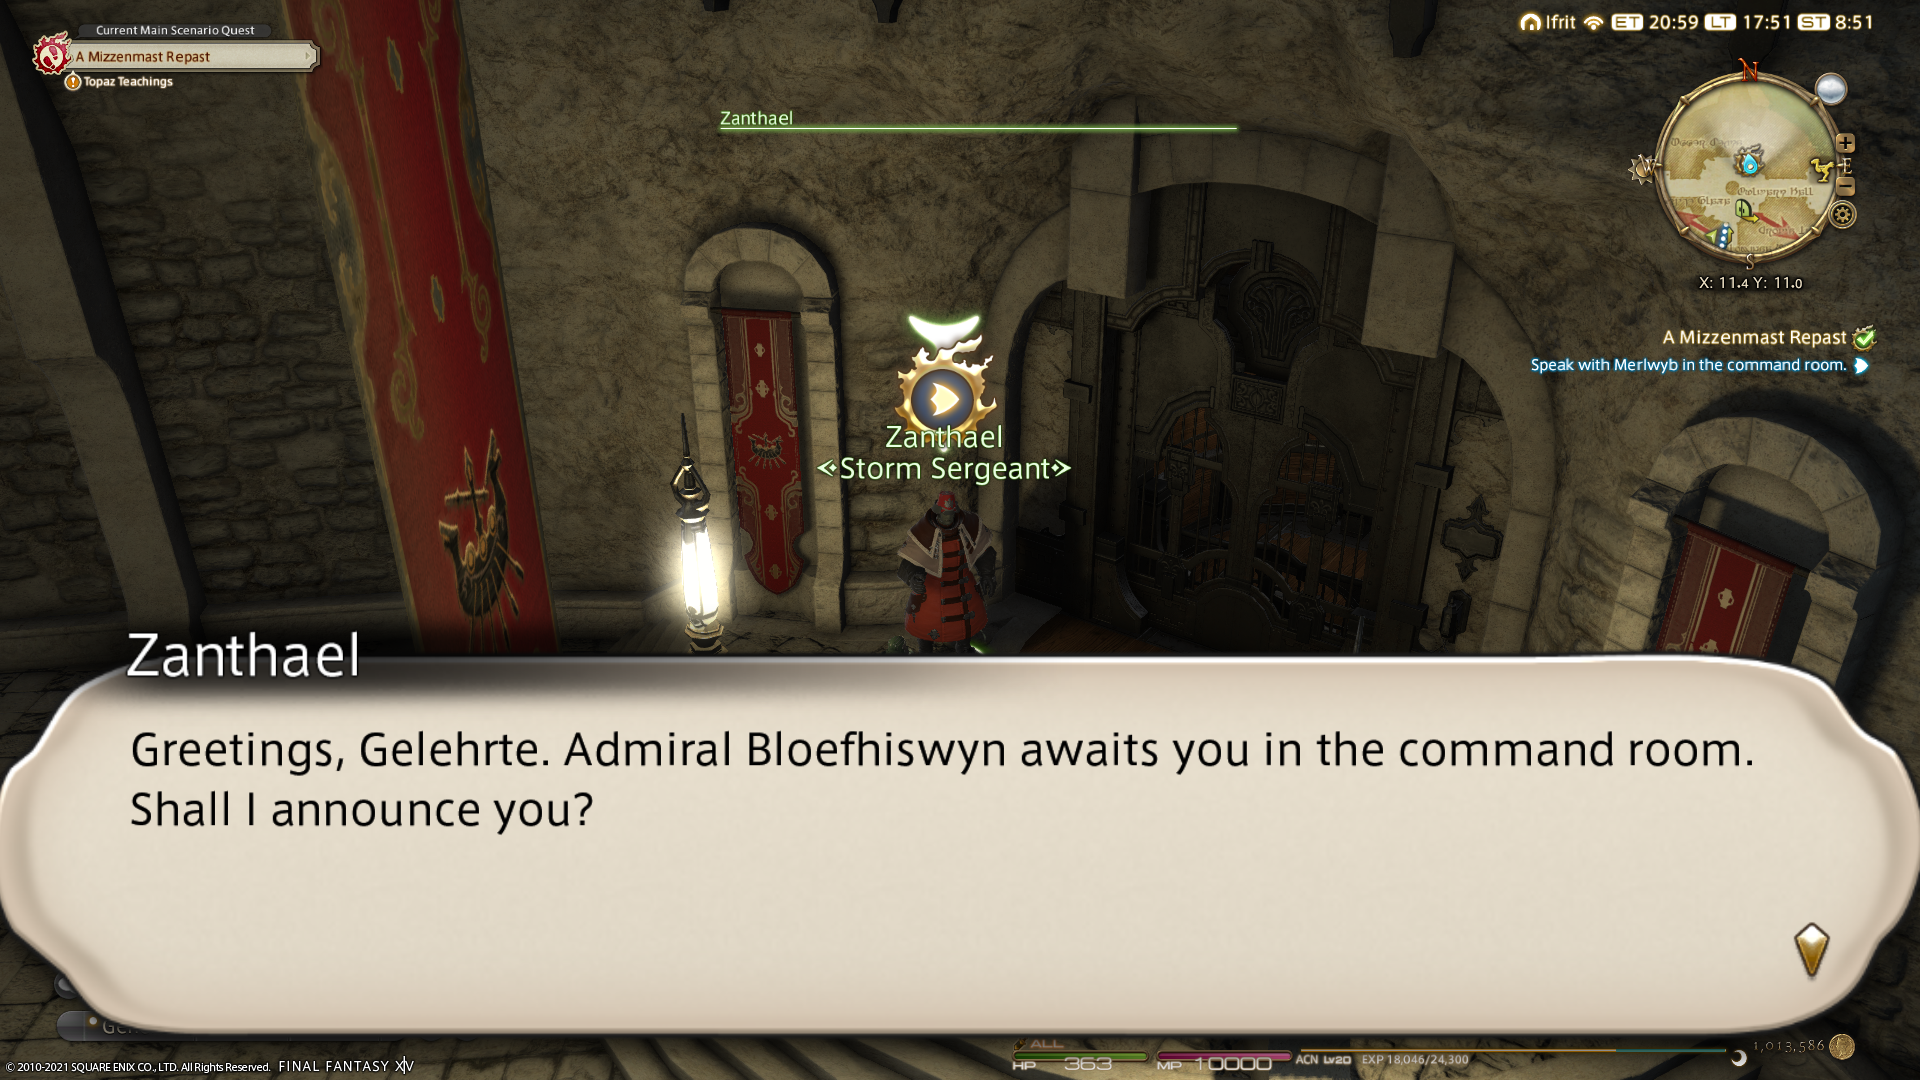 Current Main Scenario Quest
A Mizzenmast Repast
Topaz Teachings
Ifrit ET 20:59 LT 17:51 ST 8:51
N
W
E
S
X: 11.4 Y: 11.0
A Mizzenmast Repast
Speak with Merlwyb in the command room.
Zanthael
Zanthael
«Storm Sergeant»
Zanthael
Greetings, Gelehrte. Admiral Bloefhiswyn awaits you in the command room.
Shall I announce you?
ALL
HP 363 MP 10000 ACN Lv20 EXP 18,046/24,300
1,013,586
© 2010-2021 SQUARE ENIX CO., LTD. All Rights Reserved. FINAL FANTASY XIV